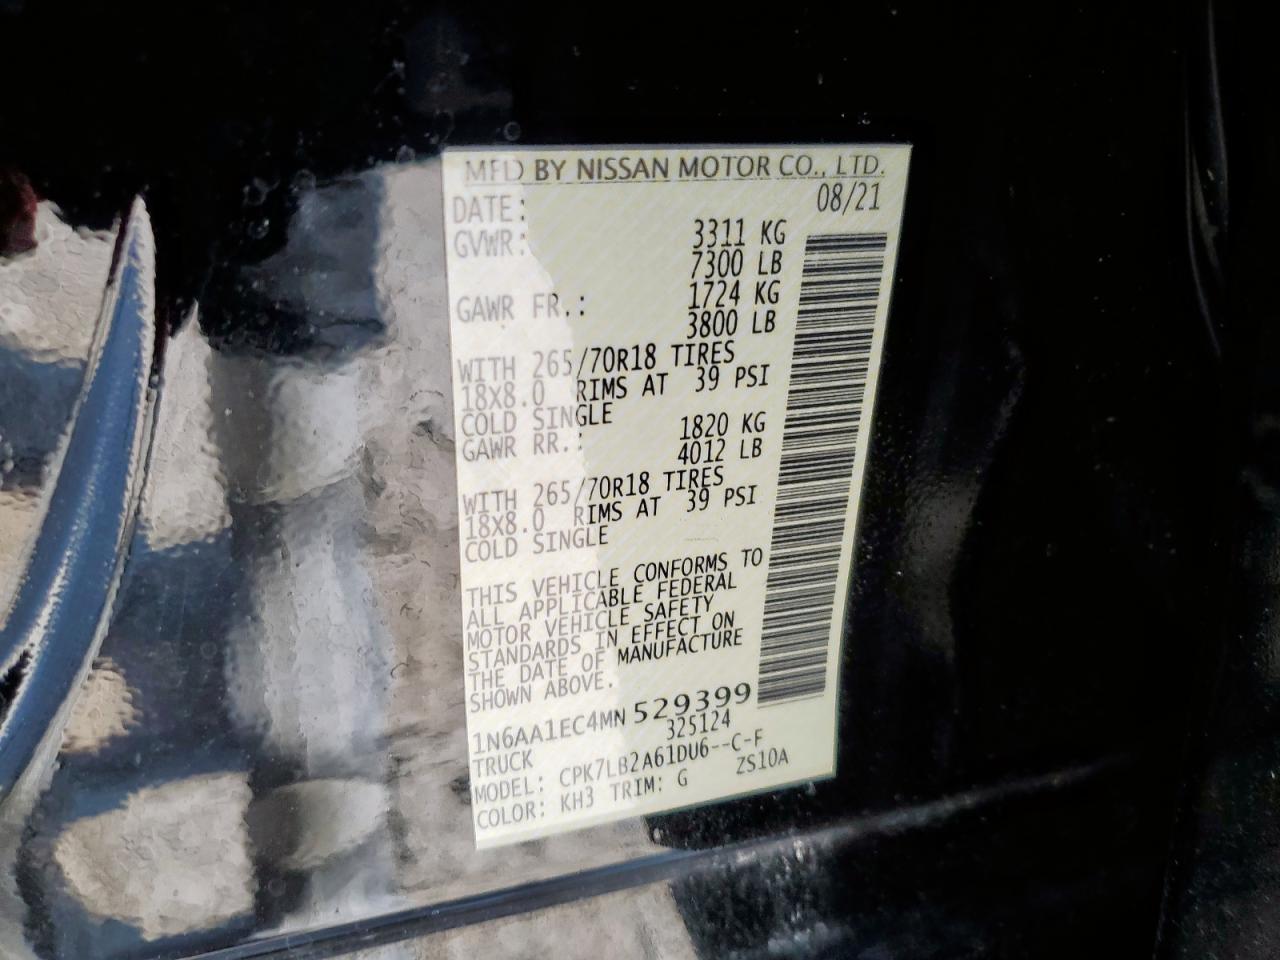 MFD BY NISSAN MOTOR CO., LTD.
DATE: 08/21
GVWR: 3311 KG
7300 LB
GAWR FR.: 1724 KG
3800 LB
WITH 265/70R18 TIRES
18X8.0 RIMS AT 39 PSI
COLD SINGLE
GAWR RR.: 1820 KG
4012 LB
WITH 265/70R18 TIRES
18X8.0 RIMS AT 39 PSI
COLD SINGLE
THIS VEHICLE CONFORMS TO
ALL APPLICABLE FEDERAL
MOTOR VEHICLE SAFETY
STANDARDS IN EFFECT ON
THE DATE OF MANUFACTURE
SHOWN ABOVE.
1N6AA1EC4MN529399
TRUCK 325124
MODEL: CPK7LB2A61DU6--C-F
COLOR: KH3 TRIM: G ZS10A